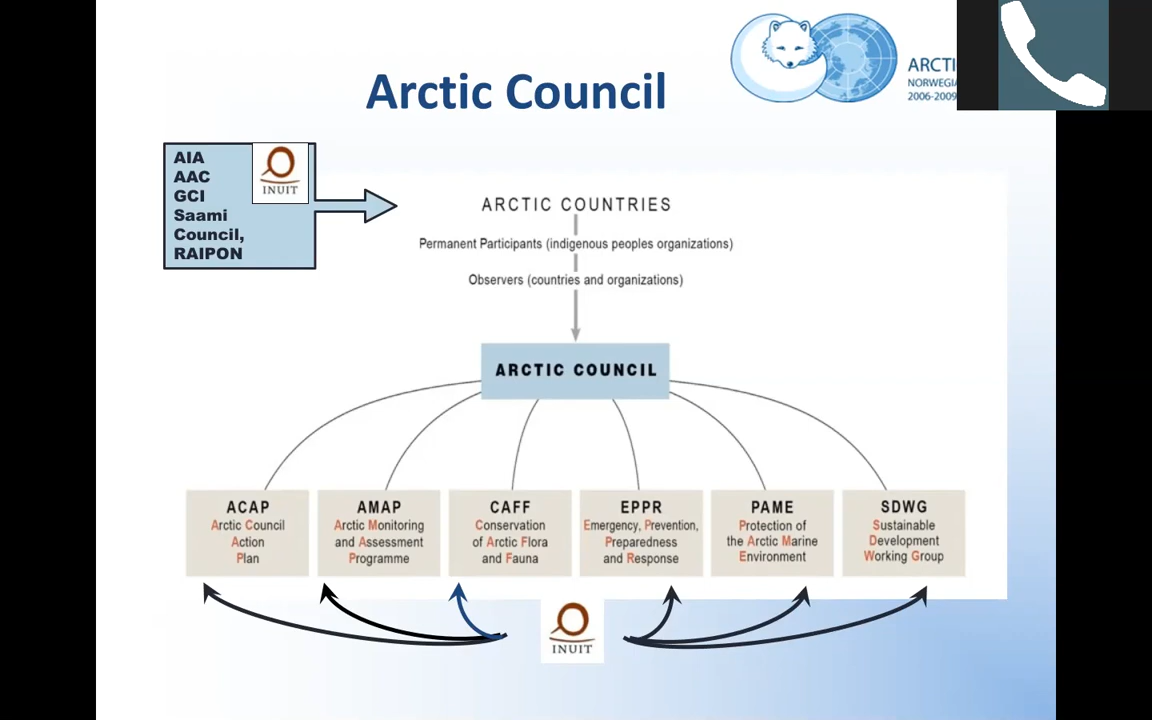 Arctic Council
ARCTI
NORWEGIA
2006-2009
AIA
AAC
GCI
Saami
Council,
RAIPON
INUIT
ARCTIC COUNTRIES
Permanent Participants (indigenous peoples organizations)
Observers (countries and organizations)
ARCTIC COUNCIL
ACAP
Arctic Council
Action
Plan
AMAP
Arctic Monitoring
and Assessment
Programme
CAFF
Conservation
of Arctic Flora
and Fauna
EPPR
Emergency, Prevention,
Preparedness
and Response
PAME
Protection of
the Arctic Marine
Environment
SDWG
Sustainable
Development
Working Group
INUIT